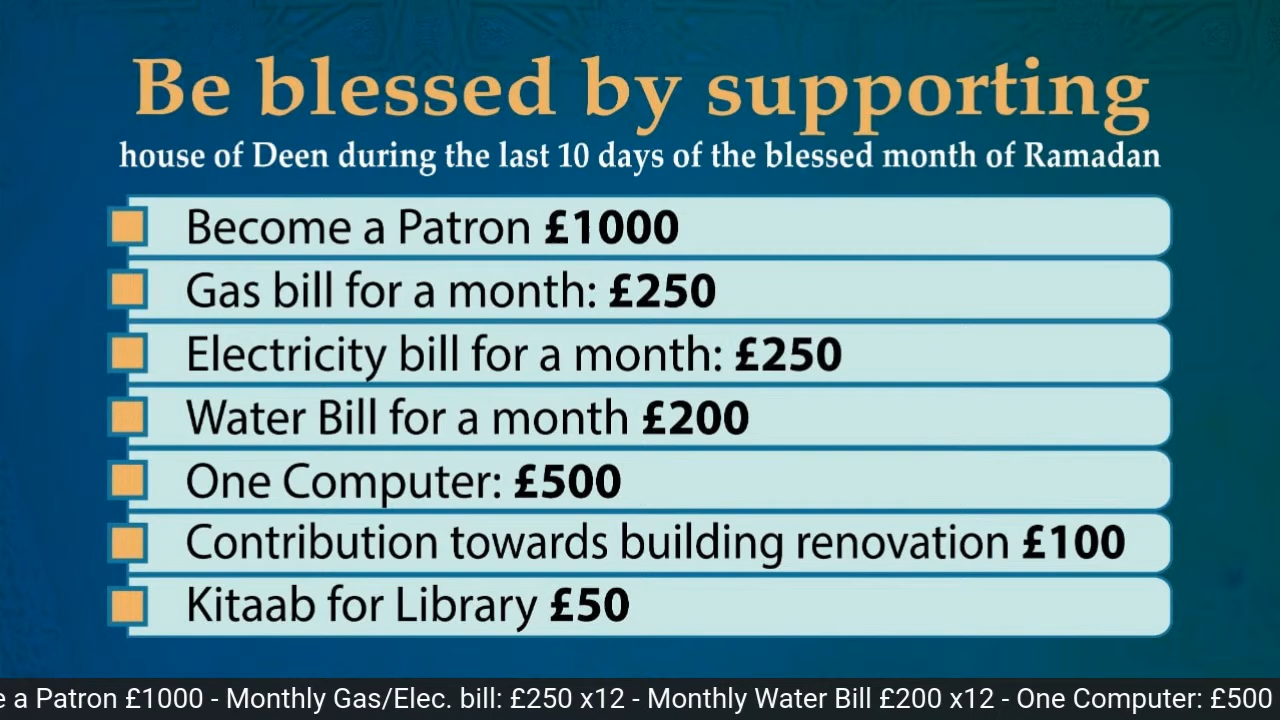 Be blessed by supporting
house of Deen during the last 10 days of the blessed month of Ramadan
Become a Patron £1000
Gas bill for a month: £250
Electricity bill for a month: £250
Water Bill for a month £200
One Computer: £500
Contribution towards building renovation £100
Kitaab for Library £50
a Patron £1000 - Monthly Gas/Elec. bill: £250 x12 - Monthly Water Bill £200 x12 - One Computer: £500